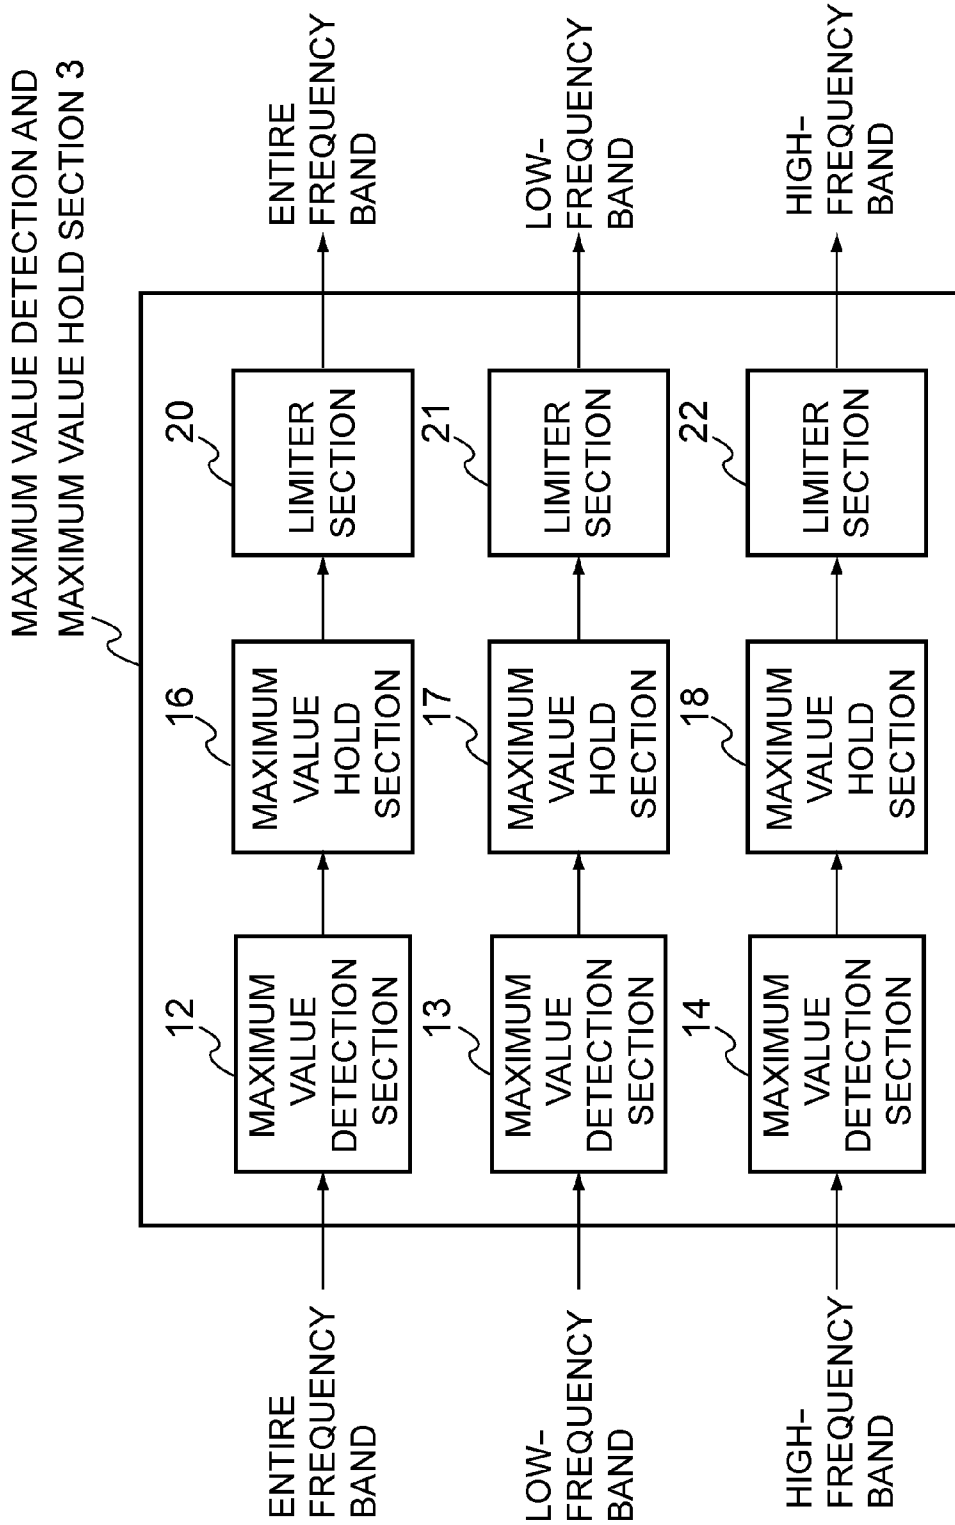 MAXIMUM VALUE DETECTION AND
MAXIMUM VALUE HOLD SECTION 3
ENTIRE
FREQUENCY
BAND
12
MAXIMUM
VALUE
DETECTION
SECTION
16
MAXIMUM
VALUE
HOLD
SECTION
20
LIMITER
SECTION
ENTIRE
FREQUENCY
BAND
LOW-
FREQUENCY
BAND
13
MAXIMUM
VALUE
DETECTION
SECTION
17
MAXIMUM
VALUE
HOLD
SECTION
21
LIMITER
SECTION
LOW-
FREQUENCY
BAND
HIGH-
FREQUENCY
BAND
14
MAXIMUM
VALUE
DETECTION
SECTION
18
MAXIMUM
VALUE
HOLD
SECTION
22
LIMITER
SECTION
HIGH-
FREQUENCY
BAND